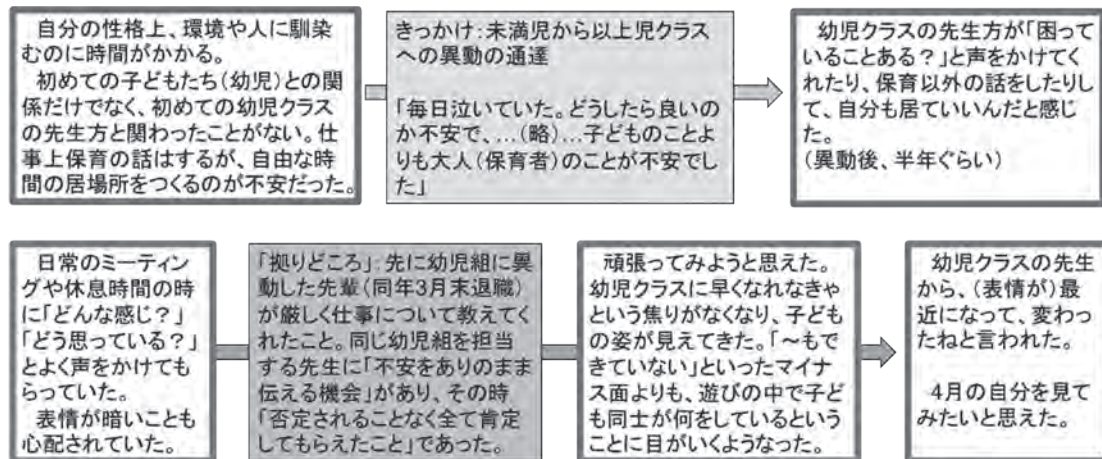 自分の性格上、環境や人に馴染
むのに時間がかかる。
初めての子どもたち(幼児)との関
係だけでなく、初めての幼児クラス
の先生方と関わったことがない。仕
事上保育の話はするが、自由な時
間の居場所をつくるのが不安だった。
きっかけ:未満児から以上児クラス
への異動の通達
「毎日泣いていた。どうしたら良いの
か不安で、…(略)…子どものことよ
りも大人(保育者)のことが不安でし
た」
幼児クラスの先生方が「困って
いることある?」と声をかけてく
れたり、保育以外の話をしたりし
て、自分も居ていいんだと感じ
た。
(異動後、半年ぐらい)
日常のミーティン
グや休息時間の時
に「どんな感じ?」
「どう思っている?」
とよく声をかけても
らっていた。
表情が暗いことも
心配されていた。
「拠りどころ」:先に幼児組に異
動した先輩(同年3月末退職)
が厳しく仕事について教えてく
れたこと。同じ幼児組を担当
する先生に「不安をありのまま
伝える機会」があり、その時
「否定されることなく全て肯定
してもらえたこと」であった。
頑張ってみようと思えた。
幼児クラスに早くなれなきゃ
という焦りがなくなり、子ども
の姿が見えてきた。「~もで
きていない」といったマイナ
ス面よりも、遊びの中で子ど
も同士が何をしているという
ことに目がいくようなった。
幼児クラスの先生
から、(表情が)最
近になって、変わっ
たねと言われた。
4月の自分を見て
みたいと思えた。